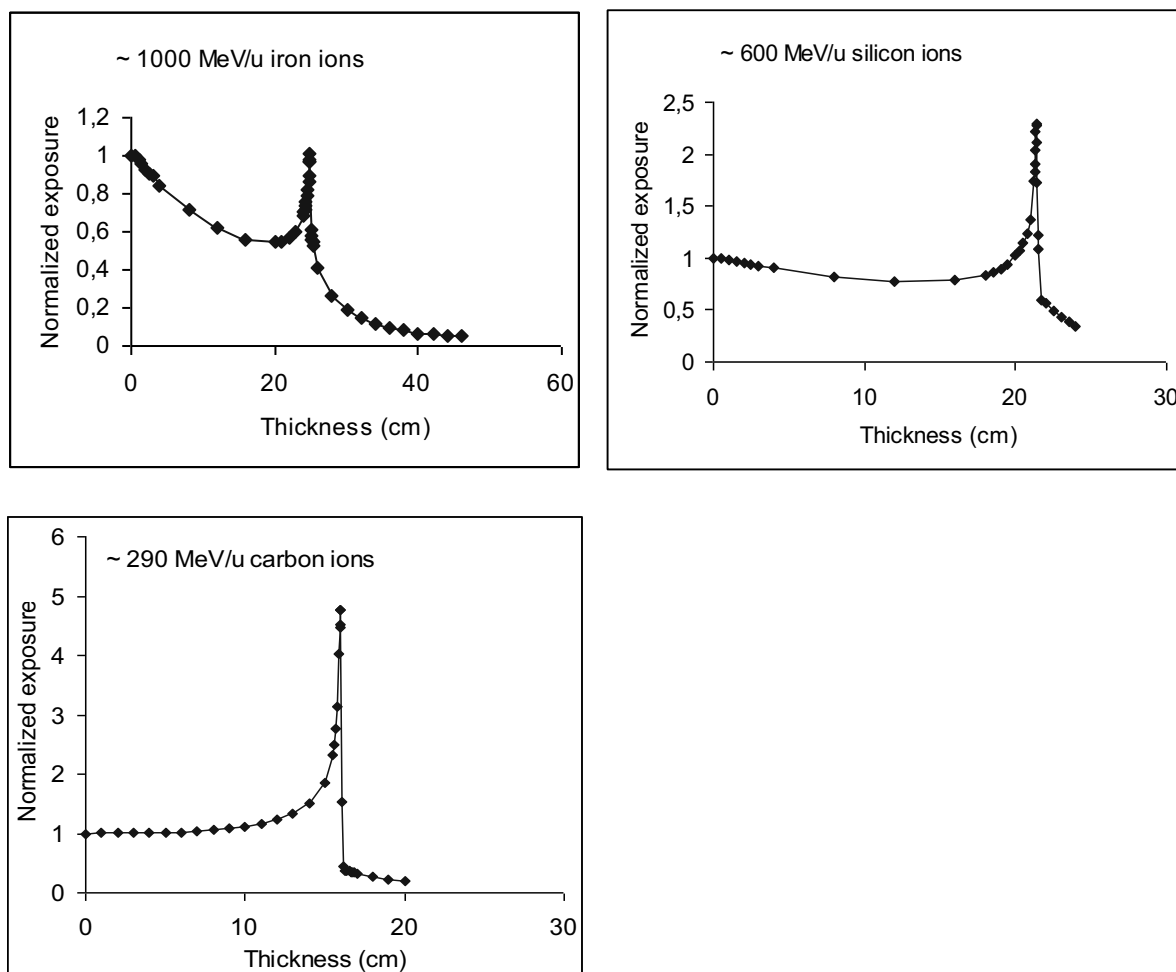 ~ 1000 MeV/u iron ions
Normalized exposure
1,2
1
0,8
0,6
0,4
0,2
0
0 20 40 60
Thickness (cm)
~ 600 MeV/u silicon ions
Normalized exposure
2,5
2
1,5
1
0,5
0
0 10 20 30
Thickness (cm)
~ 290 MeV/u carbon ions
Normalized exposure
6
5
4
3
2
1
0
0 10 20 30
Thickness (cm)